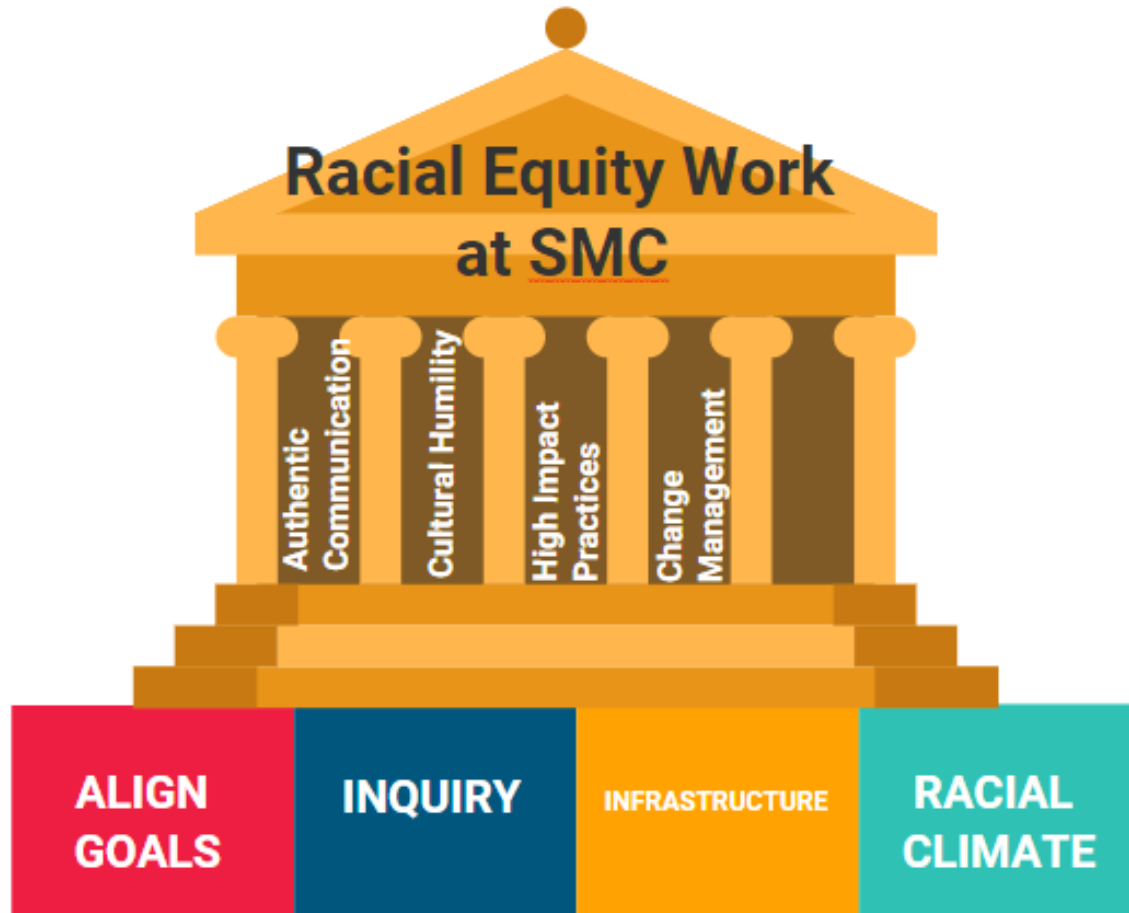 Racial Equity Work
at SMC
Authentic
Communication
Cultural Humility
High Impact
Practices
Change
Management
ALIGN
GOALS
INQUIRY
INFRASTRUCTURE
RACIAL
CLIMATE